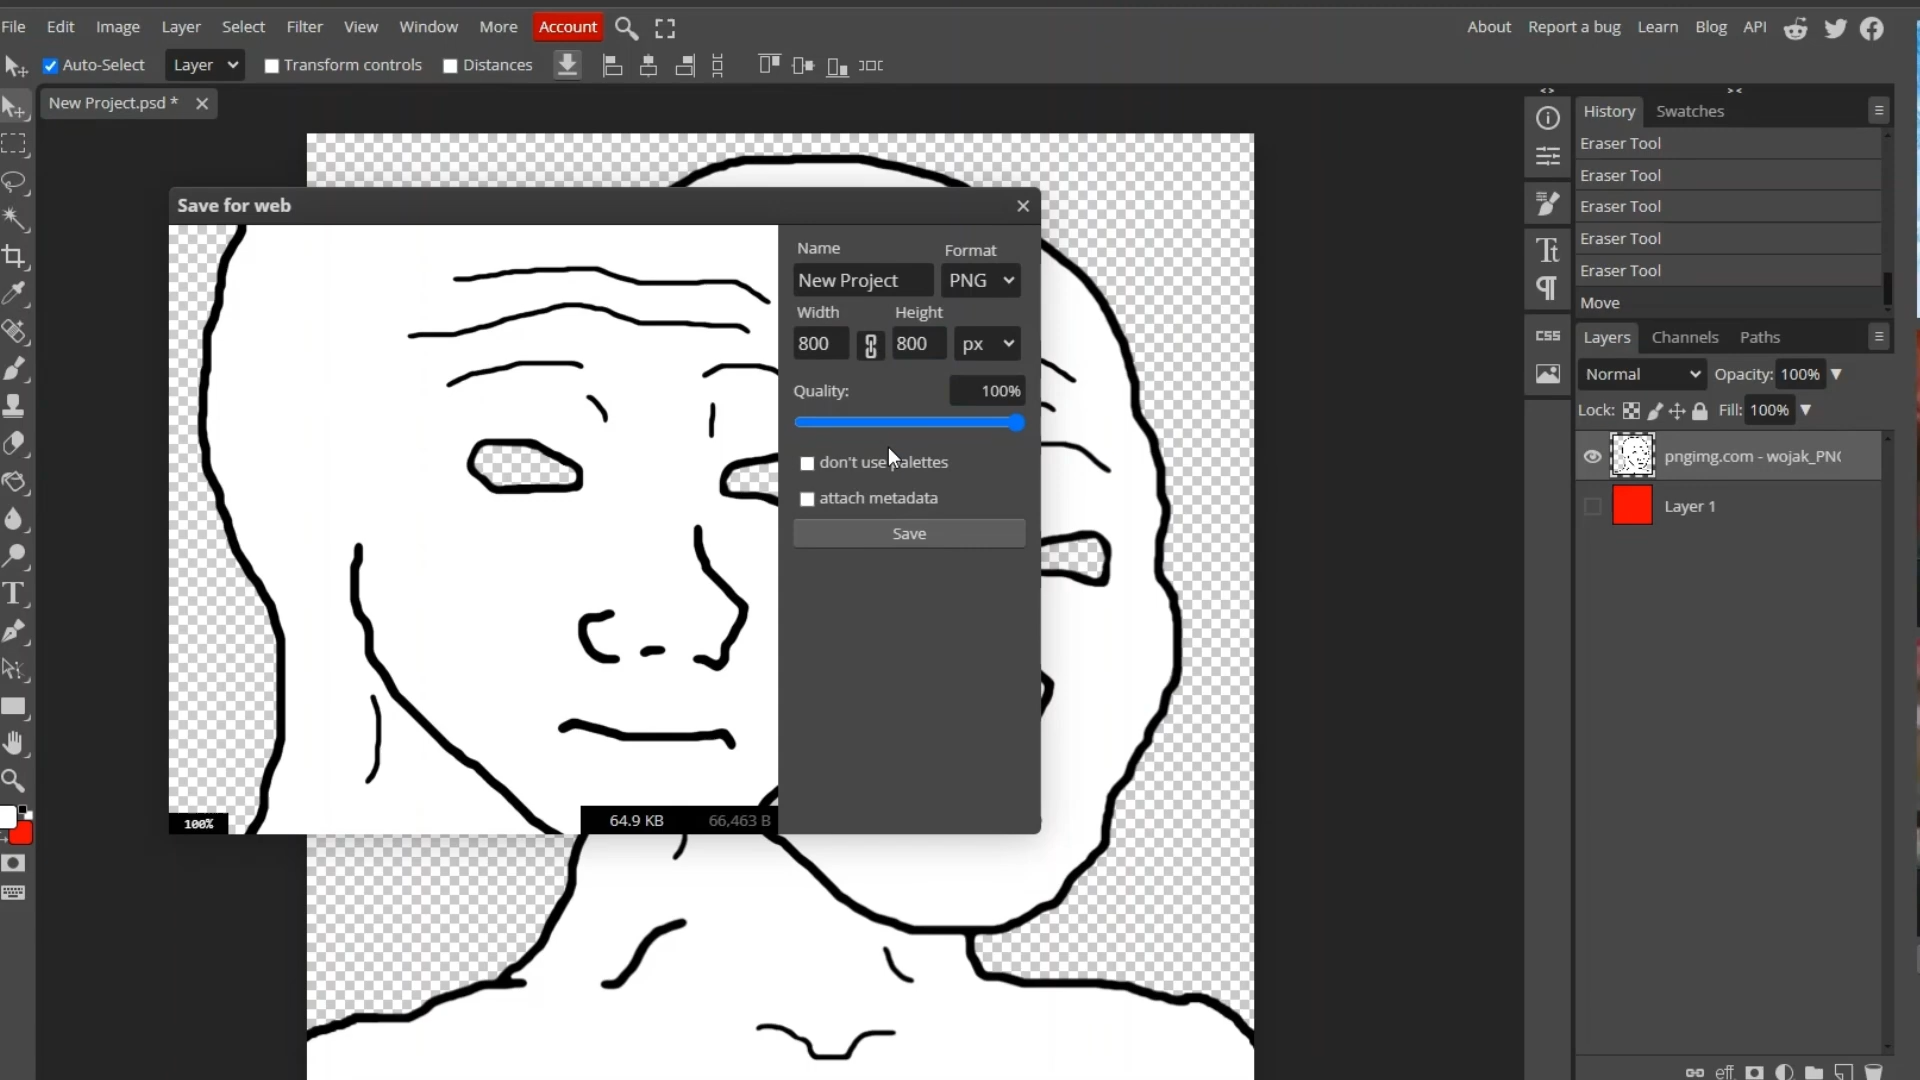 File Edit Image Layer Select Filter View Window More Account About Report a bug Learn Blog API
Auto-Select Layer Transform controls Distances
New Project.psd *
History Swatches
Eraser Tool
Eraser Tool
Eraser Tool
Eraser Tool
Eraser Tool
Move
Save for web
Name Format
New Project PNG
Width Height
800 800 px
Quality: 100%
don't use palettes
attach metadata
Save
100%
64.9 KB 66,463 B
CSS
Layers Channels Paths
Normal Opacity: 100%
Lock: Fill: 100%
pngimg.com - wojak_PNG
Layer 1
eff